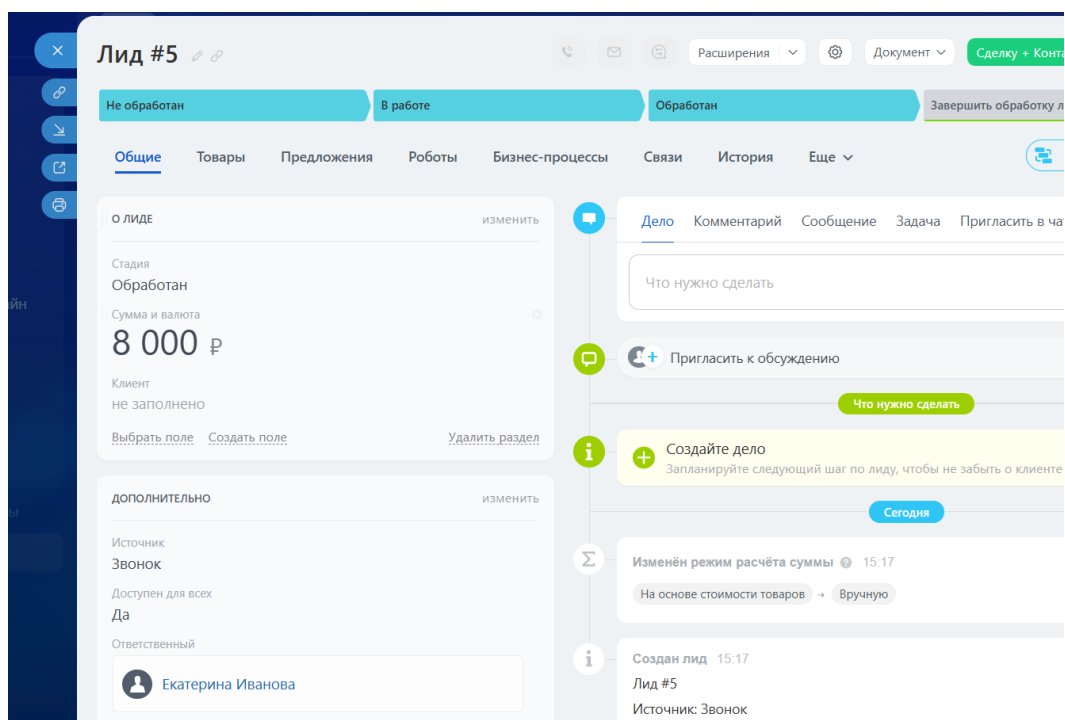 Лид #5
Расширения
Документ
Не обработан
В работе
Обработан
Завершить обработку
Общие
Товары
Предложения
Роботы
Бизнес-процессы
Связи
История
Еще
О ЛИДЕ
изменить
Стадия
Обработан
Сумма и валюта
8 000 ₽
Клиент
не заполнено
Выбрать поле
Создать поле
Удалить раздел
ДОПОЛНИТЕЛЬНО
изменить
Источник
Звонок
Доступен для всех
Да
Ответственный
Екатерина Иванова
Сделку +
Дело
Комментарий
Сообщение
Задача
Пригласить в
Что нужно сделать
Пригласить к обсуждению
Что нужно сделать
Создайте дело
Запланируйте следующий шаг по лиду, чтобы не забыть о клиенте
Сегодня
Изменён режим расчёта суммы 15:17
На основе стоимости товаров → Вручную
Создан лид 15:17
Лид #5
Источник: Звонок